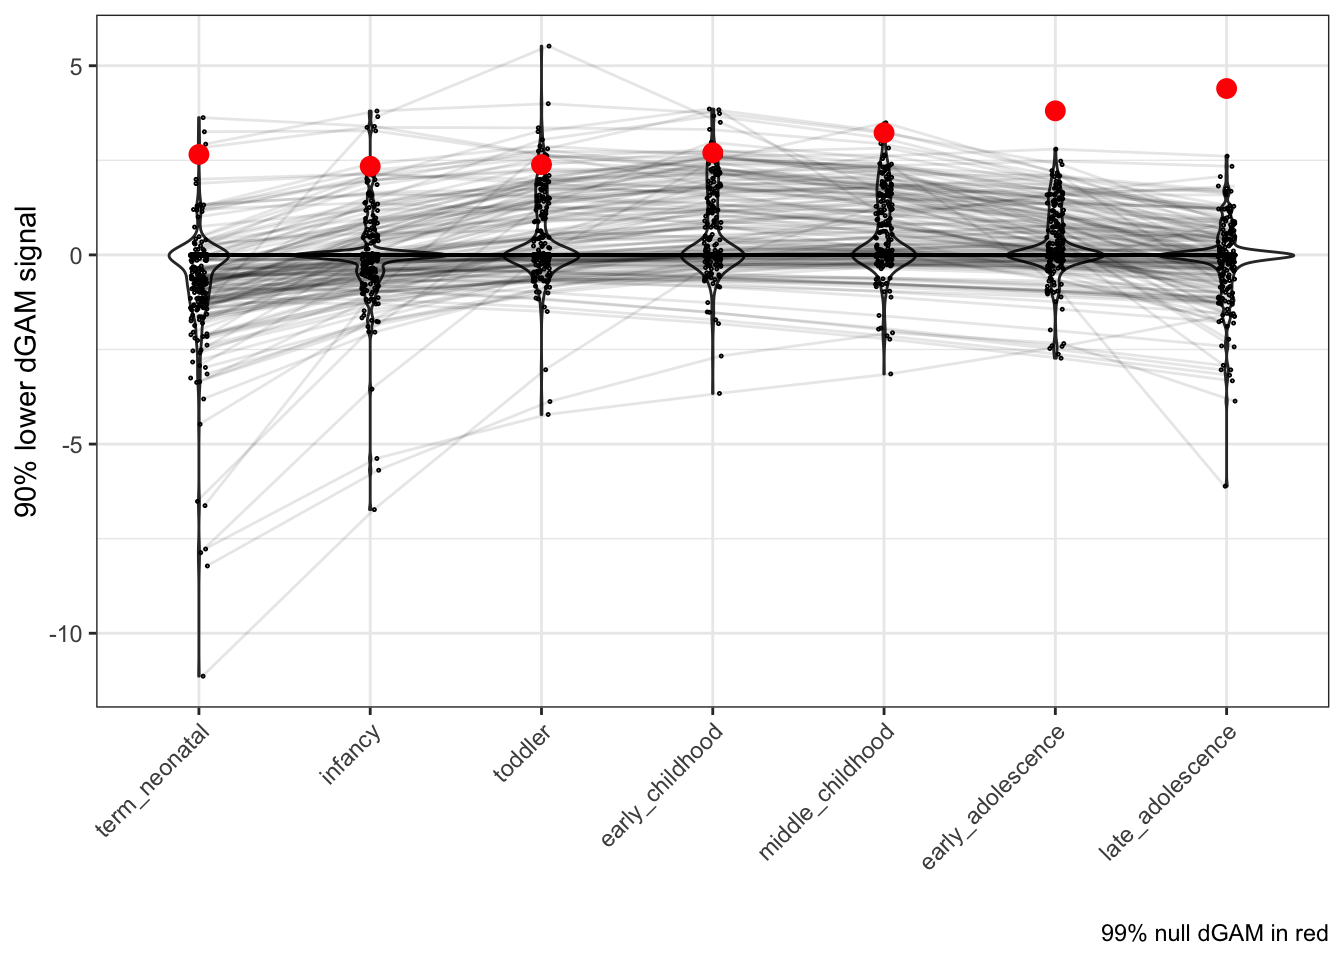 90% lower dGAM signal
5
0
-5
-10
term_neonatal
infancy
toddler
early_childhood
middle_childhood
early_adolescence
late_adolescence
99% null dGAM in red